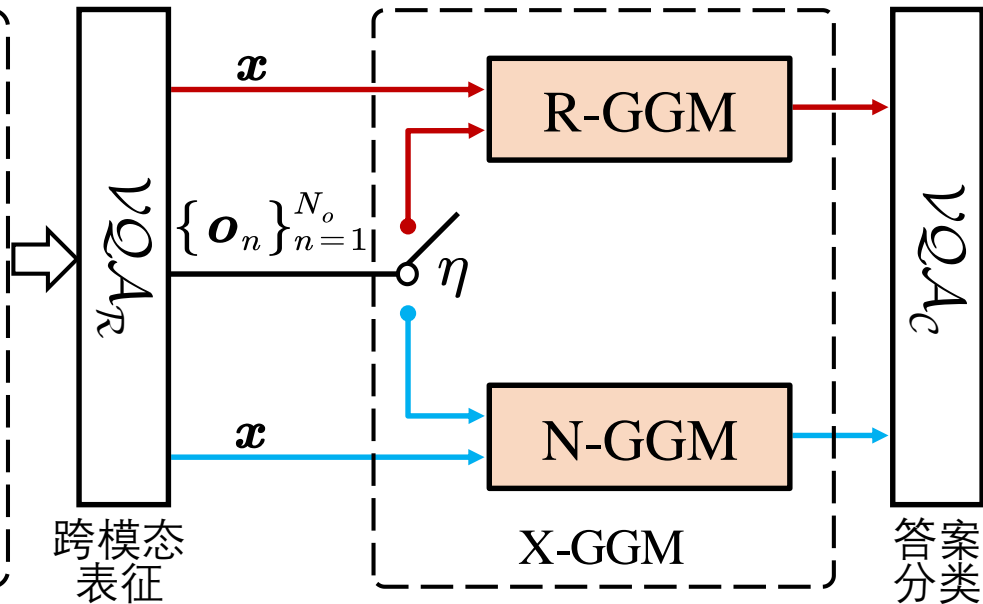 𝒙
R-GGM
𝒱𝒬𝒜_ℛ
{𝒐_n}_{n=1}^{N_o}
η
𝒱𝒬𝒜_𝒞
𝒙
N-GGM
X-GGM
跨模态
表征
答案
分类